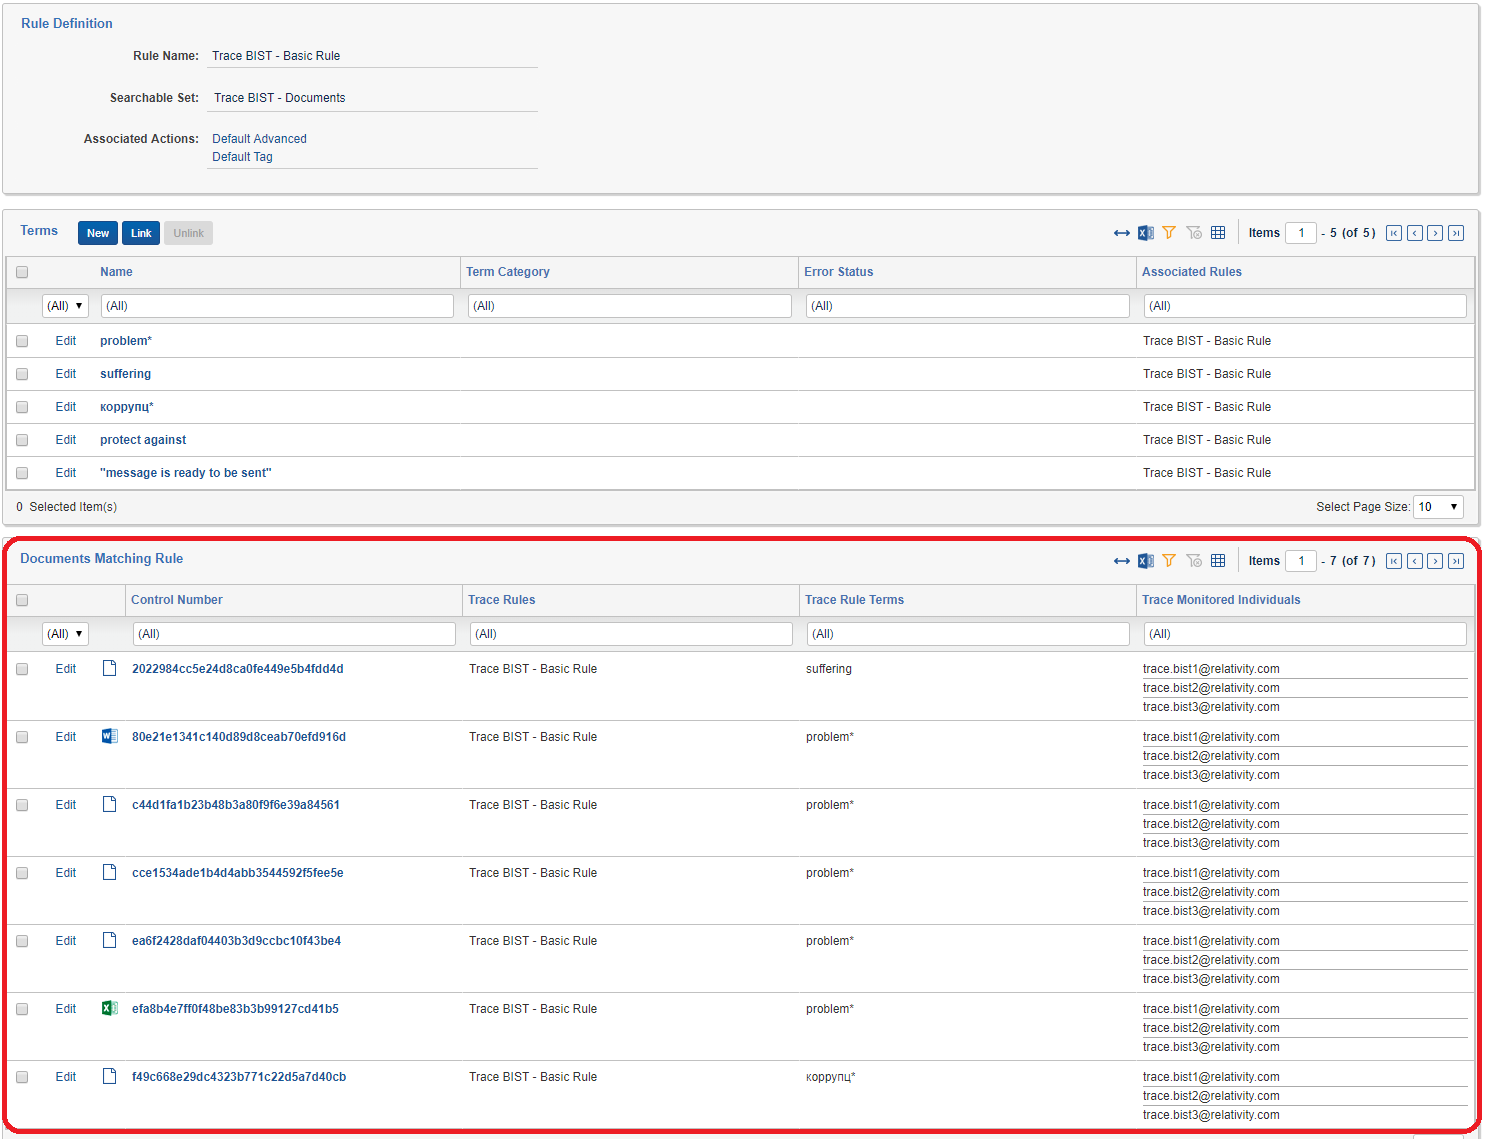 Rule Definition
Rule Name: Trace BIST - Basic Rule
Searchable Set: Trace BIST - Documents
Associated Actions: Default Advanced
Default Tag
Terms New Link Unlink Items 1 - 5 (of 5)
Name Term Category Error Status Associated Rules
(All) (All) (All) (All) (All)
Edit problem* Trace BIST - Basic Rule
Edit suffering Trace BIST - Basic Rule
Edit коррупц* Trace BIST - Basic Rule
Edit protect against Trace BIST - Basic Rule
Edit "message is ready to be sent" Trace BIST - Basic Rule
0 Selected Item(s) Select Page Size: 10
Documents Matching Rule Items 1 - 7 (of 7)
Control Number Trace Rules Trace Rule Terms Trace Monitored Individuals
(All) (All) (All) (All) (All)
Edit 2022984cc5e24d8ca0fe449e5b4fdd4d Trace BIST - Basic Rule suffering trace.bist1@relativity.com
trace.bist2@relativity.com
trace.bist3@relativity.com
Edit 80e21e1341c140d89d8ceab70efd916d Trace BIST - Basic Rule problem* trace.bist1@relativity.com
trace.bist2@relativity.com
trace.bist3@relativity.com
Edit c44d1fa1b23b48b3a80f9f6e39a84561 Trace BIST - Basic Rule problem* trace.bist1@relativity.com
trace.bist2@relativity.com
trace.bist3@relativity.com
Edit cce1534ade1b4d4abb3544592f5fee5e Trace BIST - Basic Rule problem* trace.bist1@relativity.com
trace.bist2@relativity.com
trace.bist3@relativity.com
Edit ea6f2428daf04403b3d9ccbc10f43be4 Trace BIST - Basic Rule problem* trace.bist1@relativity.com
trace.bist2@relativity.com
trace.bist3@relativity.com
Edit efa8b4e7ff0f48be83b3b99127cd41b5 Trace BIST - Basic Rule problem* trace.bist1@relativity.com
trace.bist2@relativity.com
trace.bist3@relativity.com
Edit f49c668e29dc4323b771c22d5a7d40cb Trace BIST - Basic Rule коррупц* trace.bist1@relativity.com
trace.bist2@relativity.com
trace.bist3@relativity.com